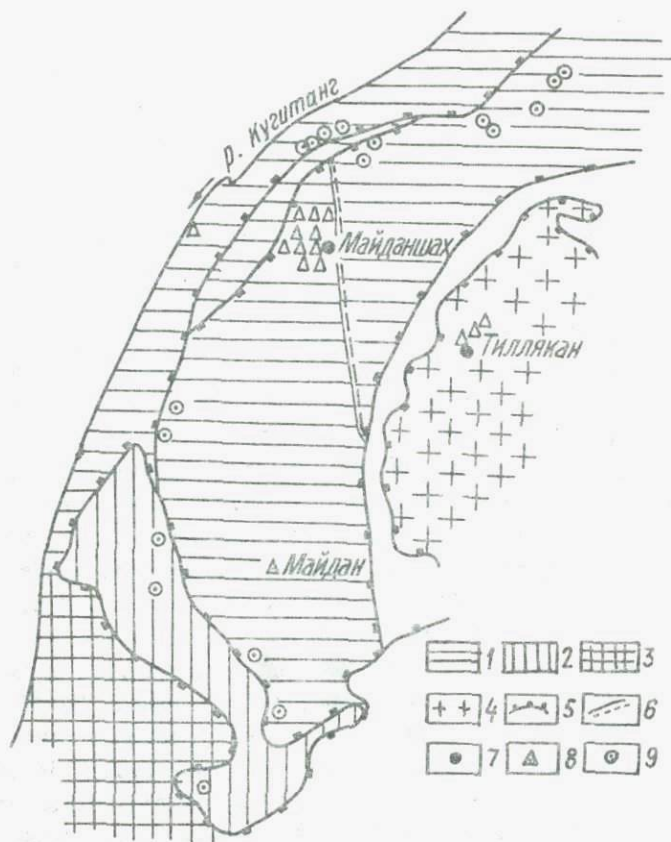 р. Кугитанг
Майданшах
Тиллякан
Майдан
1 2 3
4 5 6
7 8 9